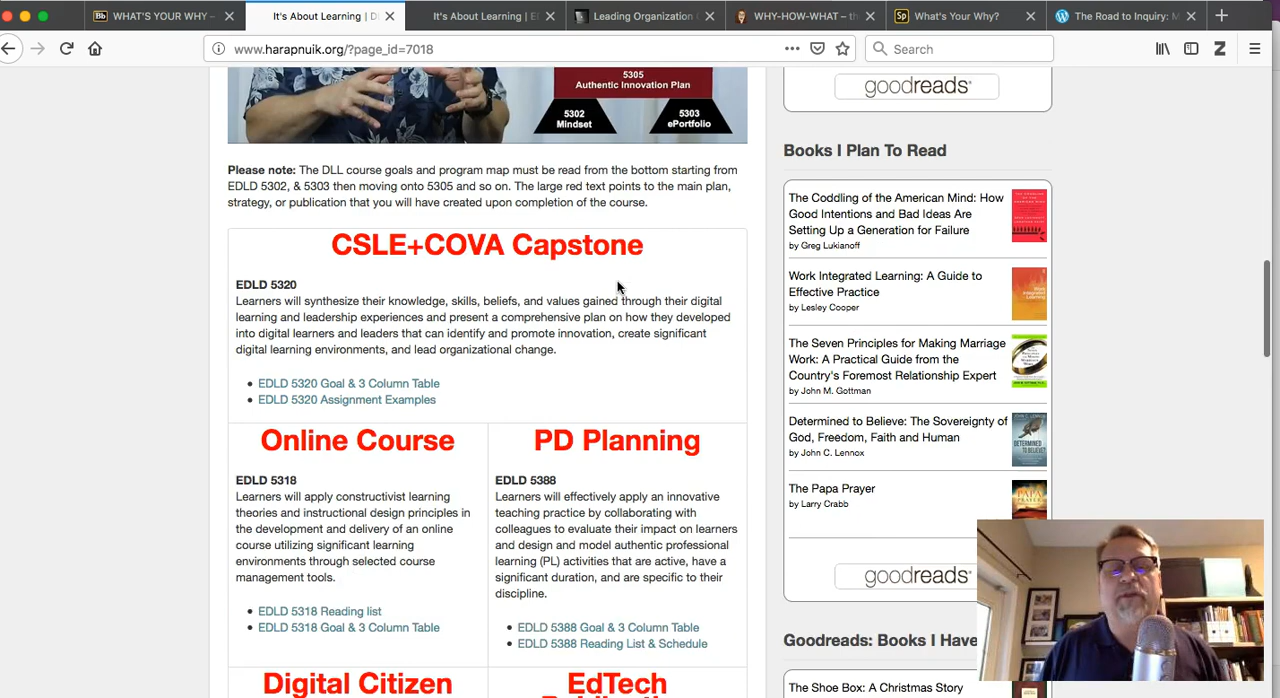 WHAT'S YOUR WHY –
It's About Learning | DI
It's About Learning | E
Leading Organization
WHY-HOW-WHAT – th
What's Your Why?
The Road to Inquiry: M
www.harapnuik.org/?page_id=7018
Search
5305
Authentic Innovation Plan
5302
Mindset
5303
ePortfolio
Please note: The DLL course goals and program map must be read from the bottom starting from
EDLD 5302, & 5303 then moving onto 5305 and so on. The large red text points to the main plan,
strategy, or publication that you will have created upon completion of the course.
CSLE+COVA Capstone
EDLD 5320
Learners will synthesize their knowledge, skills, beliefs, and values gained through their digital
learning and leadership experiences and present a comprehensive plan on how they developed
into digital learners and leaders that can identify and promote innovation, create significant
digital learning environments, and lead organizational change.
EDLD 5320 Goal & 3 Column Table
EDLD 5320 Assignment Examples
Online Course
EDLD 5318
Learners will apply constructivist learning
theories and instructional design principles in
the development and delivery of an online
course utilizing significant learning
environments through selected course
management tools.
EDLD 5318 Reading list
EDLD 5318 Goal & 3 Column Table
PD Planning
EDLD 5388
Learners will effectively apply an innovative
teaching practice by collaborating with
colleagues to evaluate their impact on learners
and design and model authentic professional
learning (PL) activities that are active, have a
significant duration, and are specific to their
discipline.
EDLD 5388 Goal & 3 Column Table
EDLD 5388 Reading List & Schedule
Digital Citizen
EdTech
goodreads
Books I Plan To Read
The Coddling of the American Mind: How
Good Intentions and Bad Ideas Are
Setting Up a Generation for Failure
by Greg Lukianoff
Work Integrated Learning: A Guide to
Effective Practice
by Lesley Cooper
The Seven Principles for Making Marriage
Work: A Practical Guide from the
Country's Foremost Relationship Expert
by John M. Gottman
Determined to Believe: The Sovereignty of
God, Freedom, Faith and Human
by John C. Lennox
The Papa Prayer
by Larry Crabb
goodreads
Goodreads: Books I Have
The Shoe Box: A Christmas Story